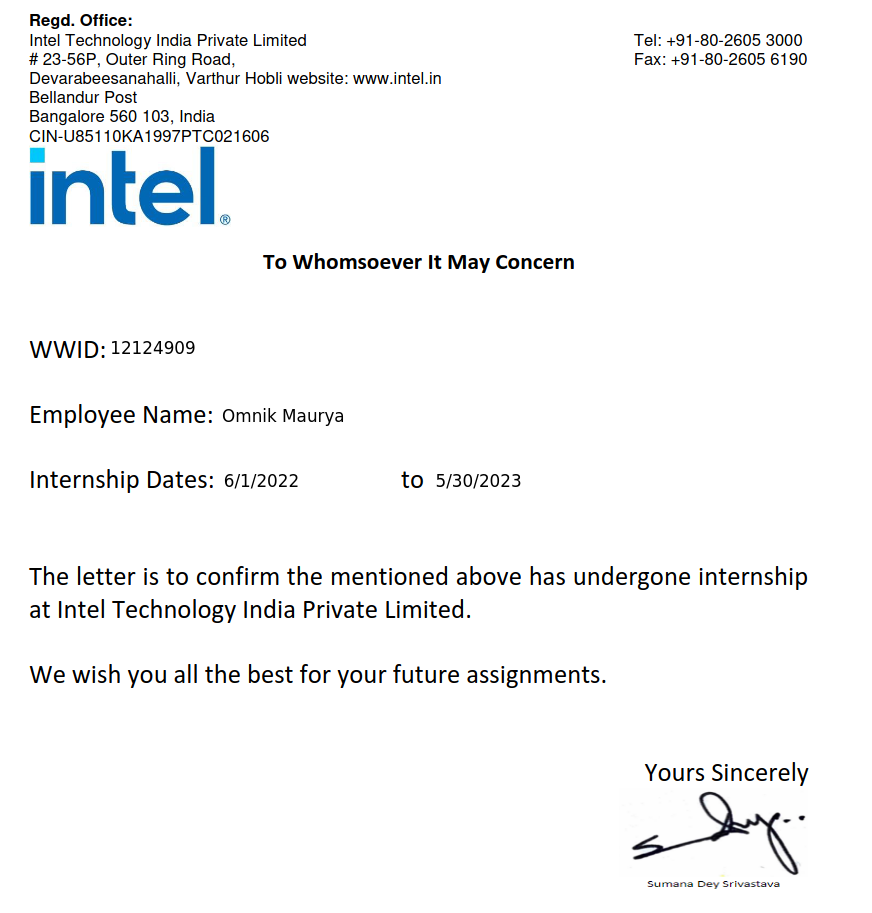 Regd. Office:
Intel Technology India Private Limited Tel: +91-80-2605 3000
# 23-56P, Outer Ring Road, Fax: +91-80-2605 6190
Devarabeesanahalli, Varthur Hobli website: www.intel.in
Bellandur Post
Bangalore 560 103, India
CIN-U85110KA1997PTC021606
intel®
To Whomsoever It May Concern
WWID: 12124909
Employee Name: Omnik Maurya
Internship Dates: 6/1/2022 to 5/30/2023
The letter is to confirm the mentioned above has undergone internship
at Intel Technology India Private Limited.
We wish you all the best for your future assignments.
Yours Sincerely
Sumana Dey Srivastava